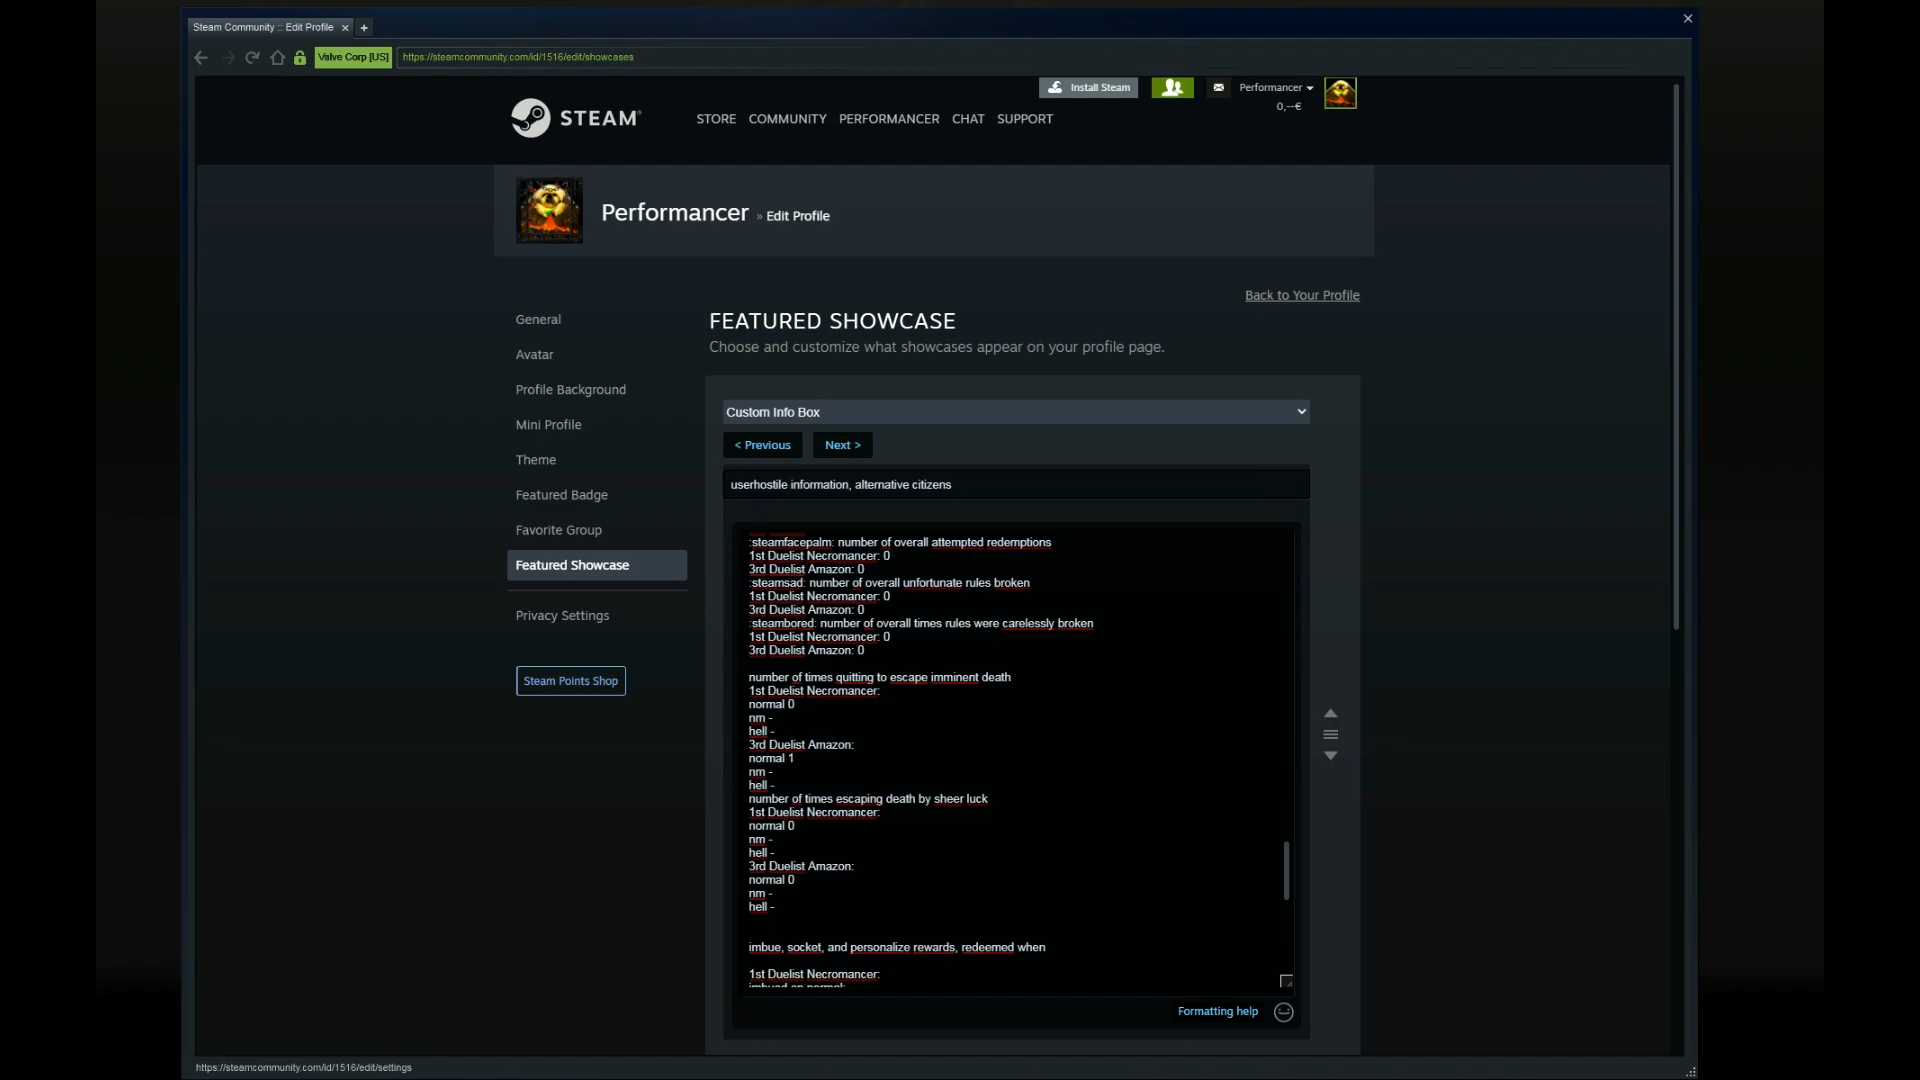 Steam Community :: Edit Profile
Valve Corp [US]
https://steamcommunity.com/id/1516/edit/showcases
Install Steam
Performancer
0,--€
STEAM®
STORE COMMUNITY PERFORMANCER CHAT SUPPORT
Performancer » Edit Profile
Back to Your Profile
General
Avatar
Profile Background
Mini Profile
Theme
Featured Badge
Favorite Group
Featured Showcase
Privacy Settings
Steam Points Shop
FEATURED SHOWCASE
Choose and customize what showcases appear on your profile page.
Custom Info Box
< Previous
Next >
userhostile information, alternative citizens
:steamfacepalm: number of overall attempted redemptions
1st Duelist Necromancer: 0
3rd Duelist Amazon: 0
:steamsad: number of overall unfortunate rules broken
1st Duelist Necromancer: 0
3rd Duelist Amazon: 0
:steambored: number of overall times rules were carelessly broken
1st Duelist Necromancer: 0
3rd Duelist Amazon: 0
number of times quitting to escape imminent death
1st Duelist Necromancer:
normal 0
nm -
hell -
3rd Duelist Amazon:
normal 1
nm -
hell -
number of times escaping death by sheer luck
1st Duelist Necromancer:
normal 0
nm -
hell -
3rd Duelist Amazon:
normal 0
nm -
hell -
imbue, socket, and personalize rewards, redeemed when
1st Duelist Necromancer:
imbued on normal:
Formatting help
https://steamcommunity.com/id/1516/edit/settings